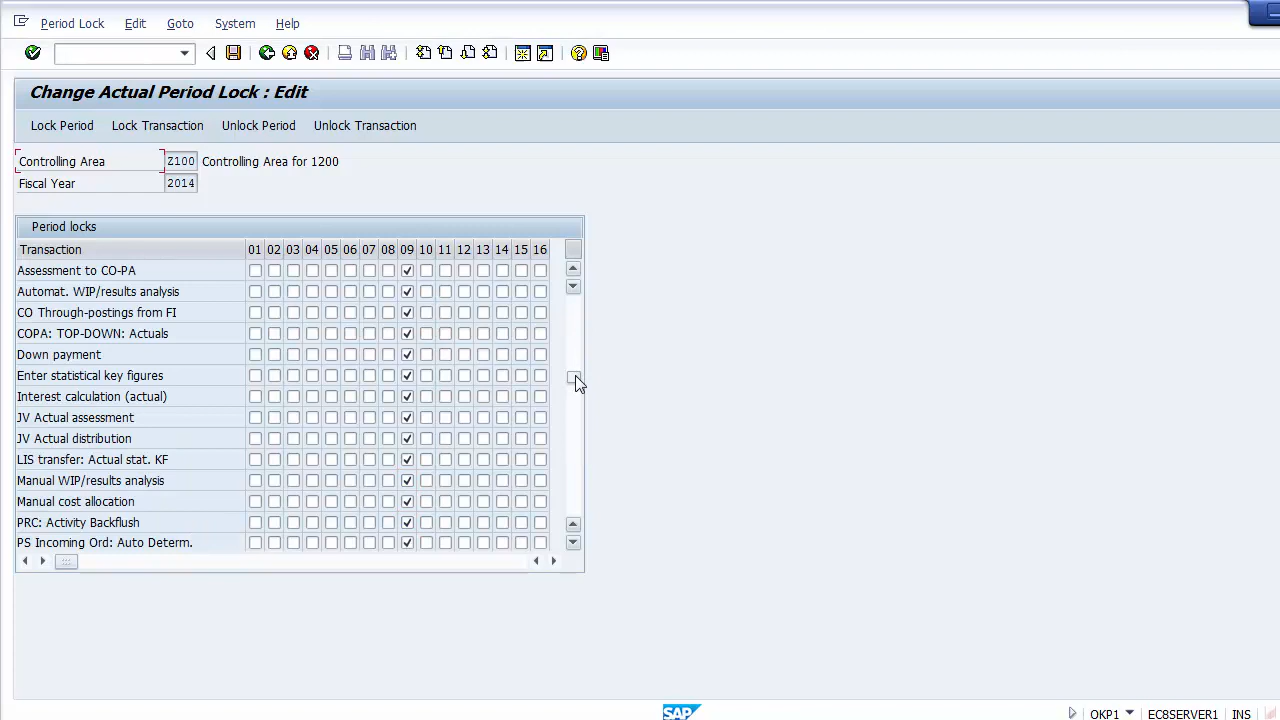 Period Lock Edit Goto System Help
Change Actual Period Lock : Edit
Lock Period Lock Transaction Unlock Period Unlock Transaction
Controlling Area Z100 Controlling Area for 1200
Fiscal Year 2014
Period locks
Transaction 01 02 03 04 05 06 07 08 09 10 11 12 13 14 15 16
Assessment to CO-PA
Automat. WIP/results analysis
CO Through-postings from FI
COPA: TOP-DOWN: Actuals
Down payment
Enter statistical key figures
Interest calculation (actual)
JV Actual assessment
JV Actual distribution
LIS transfer: Actual stat. KF
Manual WIP/results analysis
Manual cost allocation
PRC: Activity Backflush
PS Incoming Ord: Auto Determ.
SAP OKP1 EC8SERVER1 INS